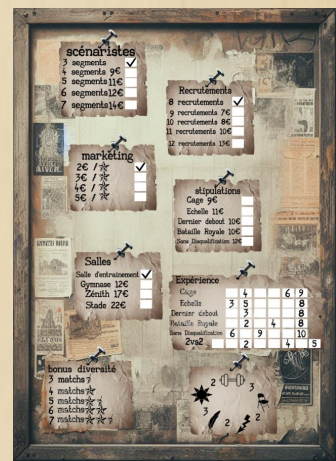 scénaristes
3 segments
4 segments 9€
5 segments 11€
6 segments 12€
7 segments 14€
Recrutements
8 recrutements
9 recrutements 7€
10 recrutements 8€
11 recrutements 10€
12 recrutements 13€
marketing
2€ /
3€ /
4€ /
5€ /
stipulations
Cage 9€
Echelle 11€
Dernier debout 10€
Bataille Royale 10€
Sans Disqualification 12€
Salles
Salle d'entrainement
Gymnase 12€
Zénith 17€
Stade 22€
Expérience
Cage 4 6 9
Echelle 3 5 8
Dernier debout 3 8
Bataille Royale 2 4 8
Sans Disqualification 6 9 10
2vs2 2 4 5
bonus diversité
3 matchs ?
4 matchs
5 matchs
6 matchs
7 matchs
2 3
3 2 2